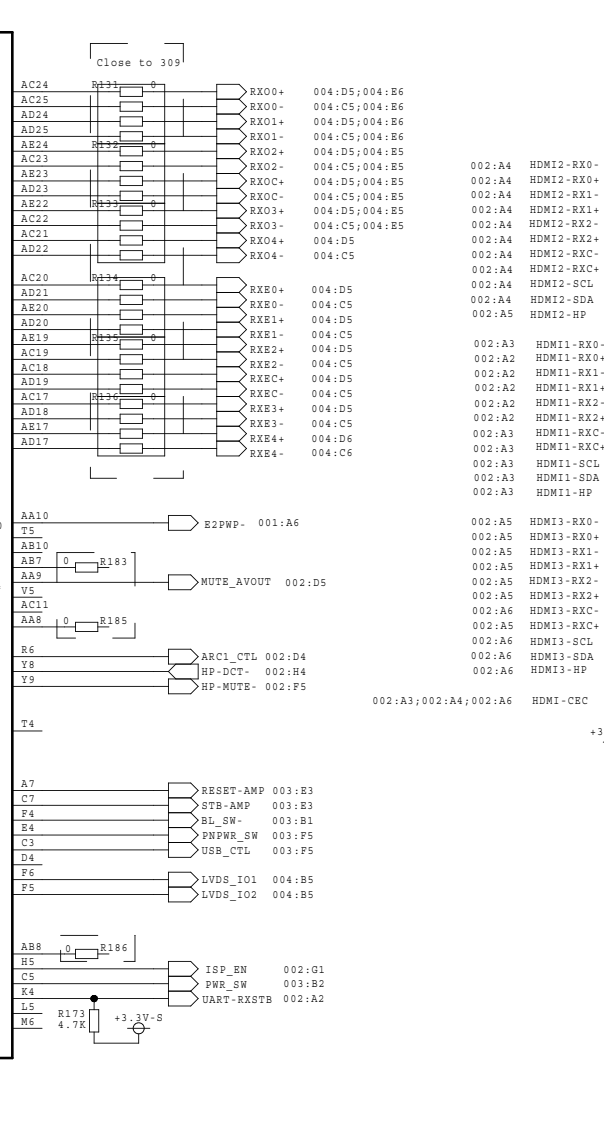 Close to 309
AC24 R131 0 RXO0+ 004:D5;004:E6
AC25 RXO0- 004:C5;004:E6
AD24 RXO1+ 004:D5;004:E6
AD25 RXO1- 004:C5;004:E6
AE24 R132 0 RXO2+ 004:D5;004:E5
AC23 RXO2- 004:C5;004:E5 002:A4 HDMI2-RX0-
AE23 RXOC+ 004:D5;004:E5 002:A4 HDMI2-RX0+
AD23 RXOC- 004:C5;004:E5 002:A4 HDMI2-RX1-
AE22 R133 0 RXO3+ 004:D5;004:E5 002:A4 HDMI2-RX1+
AC22 RXO3- 004:C5;004:E5 002:A4 HDMI2-RX2-
AC21 RXO4+ 004:D5 002:A4 HDMI2-RX2+
AD22 RXO4- 004:C5 002:A4 HDMI2-RXC-
002:A4 HDMI2-RXC+
AC20 R134 0 RXE0+ 004:D5 002:A4 HDMI2-SCL
AD21 RXE0- 004:C5 002:A4 HDMI2-SDA
AE20 RXE1+ 004:D5 002:A5 HDMI2-HP
AD20 RXE1- 004:C5
AE19 R135 0 RXE2+ 004:D5 002:A3 HDMI1-RX0-
AC19 RXE2- 004:C5 002:A2 HDMI1-RX0+
AC18 RXEC+ 004:D5 002:A2 HDMI1-RX1-
AD19 RXEC- 004:C5 002:A2 HDMI1-RX1+
AC17 R136 0 RXE3+ 004:D5 002:A2 HDMI1-RX2-
AD18 RXE3- 004:C5 002:A2 HDMI1-RX2+
AE17 RXE4+ 004:D6 002:A3 HDMI1-RXC-
AD17 RXE4- 004:C6 002:A3 HDMI1-RXC+
002:A3 HDMI1-SCL
002:A3 HDMI1-SDA
002:A3 HDMI1-HP
AA10 E2PWP- 001:A6 002:A5 HDMI3-RX0-
T5 002:A5 HDMI3-RX0+
AB10 002:A5 HDMI3-RX1-
AB7 0 R183 002:A5 HDMI3-RX1+
AA9 MUTE_AVOUT 002:D5 002:A5 HDMI3-RX2-
V5 002:A5 HDMI3-RX2+
AC11 002:A6 HDMI3-RXC-
AA8 0 R185 002:A5 HDMI3-RXC+
002:A6 HDMI3-SCL
R6 ARC1_CTL 002:D4 002:A6 HDMI3-SDA
Y8 HP-DCT- 002:H4 002:A6 HDMI3-HP
Y9 HP-MUTE- 002:F5
002:A3;002:A4;002:A6 HDMI-CEC
T4
+3
A7 RESET-AMP 003:E3
C7 STB-AMP 003:E3
F4 BL_SW- 003:B1
E4 PNPWR_SW 003:F5
C3 USB_CTL 003:F5
D4
F6 LVDS_IO1 004:B5
F5 LVDS_IO2 004:B5
AB8 0 R186
H5 ISP_EN 002:G1
C5 PWR_SW 003:B2
K4 UART-RXSTB 002:A2
L5 R173 +3.3V-S
M6 4.7K